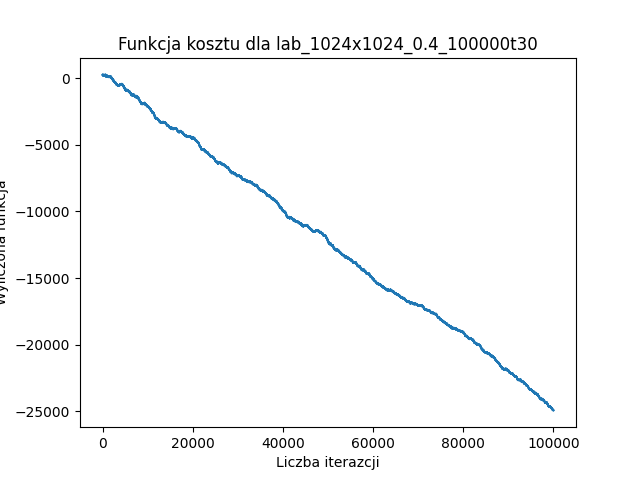 Funkcja kosztu dla lab_1024x1024_0.4_100000t30
0
−5000
−10000
−15000
−20000
−25000
Wyliczona funkcja
0 20000 40000 60000 80000 100000
Liczba iterazcji